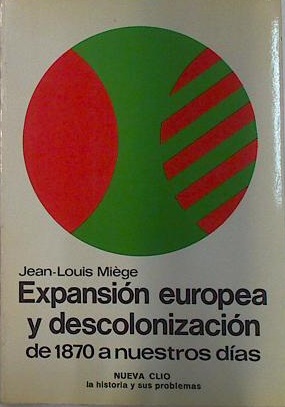 Jean-Louis Miège
Expansión europea
y descolonización
de 1870 a nuestros días
NUEVA CLIO
la historia y sus problemas